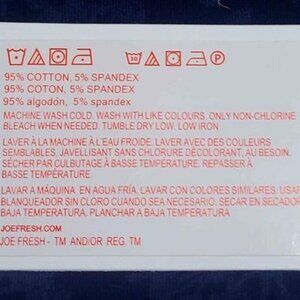 30
P
95% COTTON, 5% SPANDEX
95% COTON, 5% SPANDEX
95% algodón, 5% spandex
MACHINE WASH COLD. WASH WITH LIKE COLOURS, ONLY NON-CHLORINE
BLEACH WHEN NEEDED. TUMBLE DRY LOW. LOW IRON
LAVER À LA MACHINE À L'EAU FROIDE. LAVER AVEC DES COULEURS
SEMBLABLES. JAVELLISANT SANS CHLORURE DÉCOLORANT, AU BESOIN.
SÉCHER PAR CULBUTAGE À BASSE TEMPÉRATURE. REPASSER À
BASSE TEMPÉRATURE.
LAVAR A MÁQUINA EN AGUA FRÍA. LAVAR CON COLORES SIMILARES. USAR
BLANQUEADOR SIN CLORO CUANDO SEA NECESARIO. SECAR EN SECADOR
BAJA TEMPERATURA, PLANCHAR A BAJA TEMPERATURA
JOEFRESH.COM
JOE FRESH - TM AND/OR REG. TM